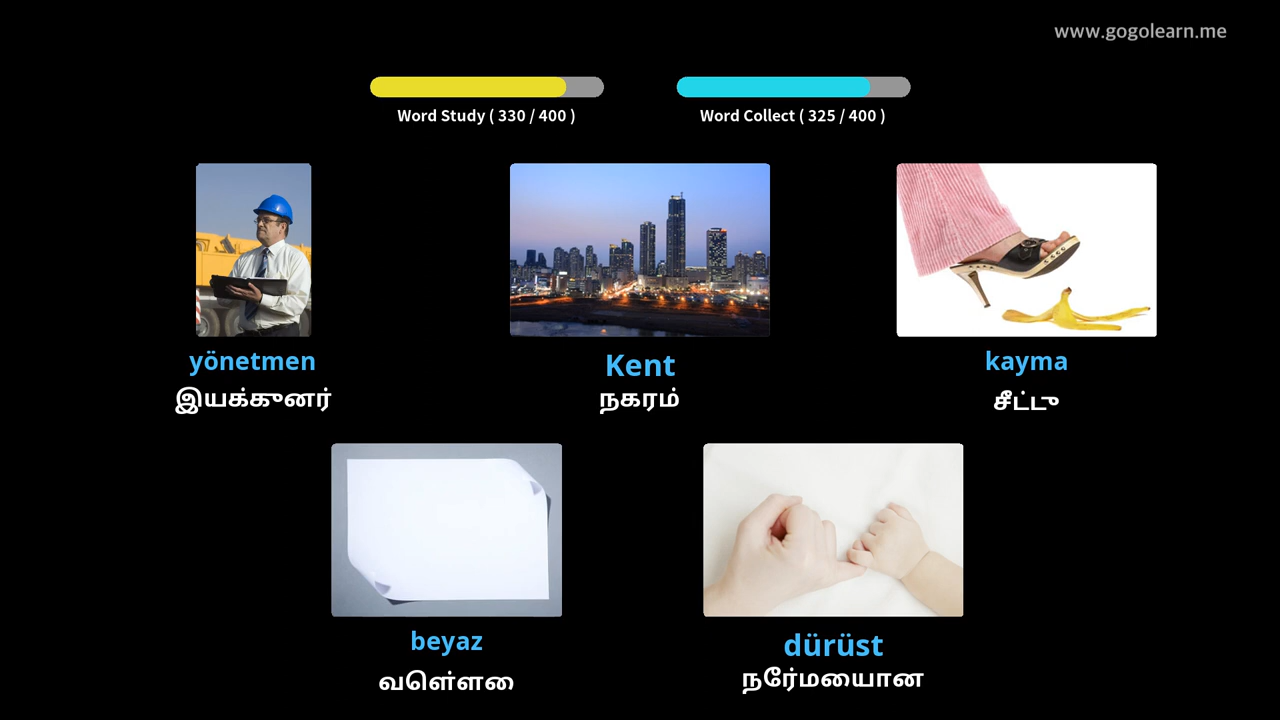 www.gogolearn.me
Word Study ( 330 / 400 )
Word Collect ( 325 / 400 )
yönetmen
Kent
kayma
இயக்குனர்
நகரம்
சீட்டு
beyaz
dürüst
வெள்ளை
நேர்மையான